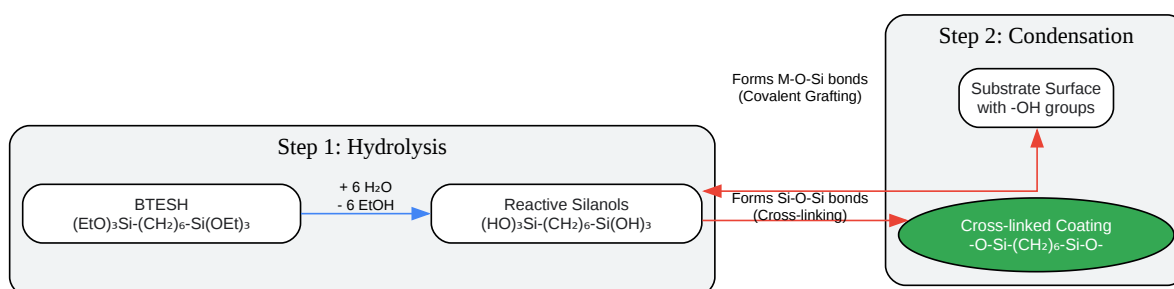 Step 1: Hydrolysis
BTESH
(EtO)₃Si-(CH₂)₆-Si(OEt)₃
+ 6 H₂O
- 6 EtOH
Reactive Silanols
(HO)₃Si-(CH₂)₆-Si(OH)₃
Forms M-O-Si bonds
(Covalent Grafting)
Forms Si-O-Si bonds
(Cross-linking)
Step 2: Condensation
Substrate Surface
with -OH groups
Cross-linked Coating
-O-Si-(CH₂)₆-Si-O-